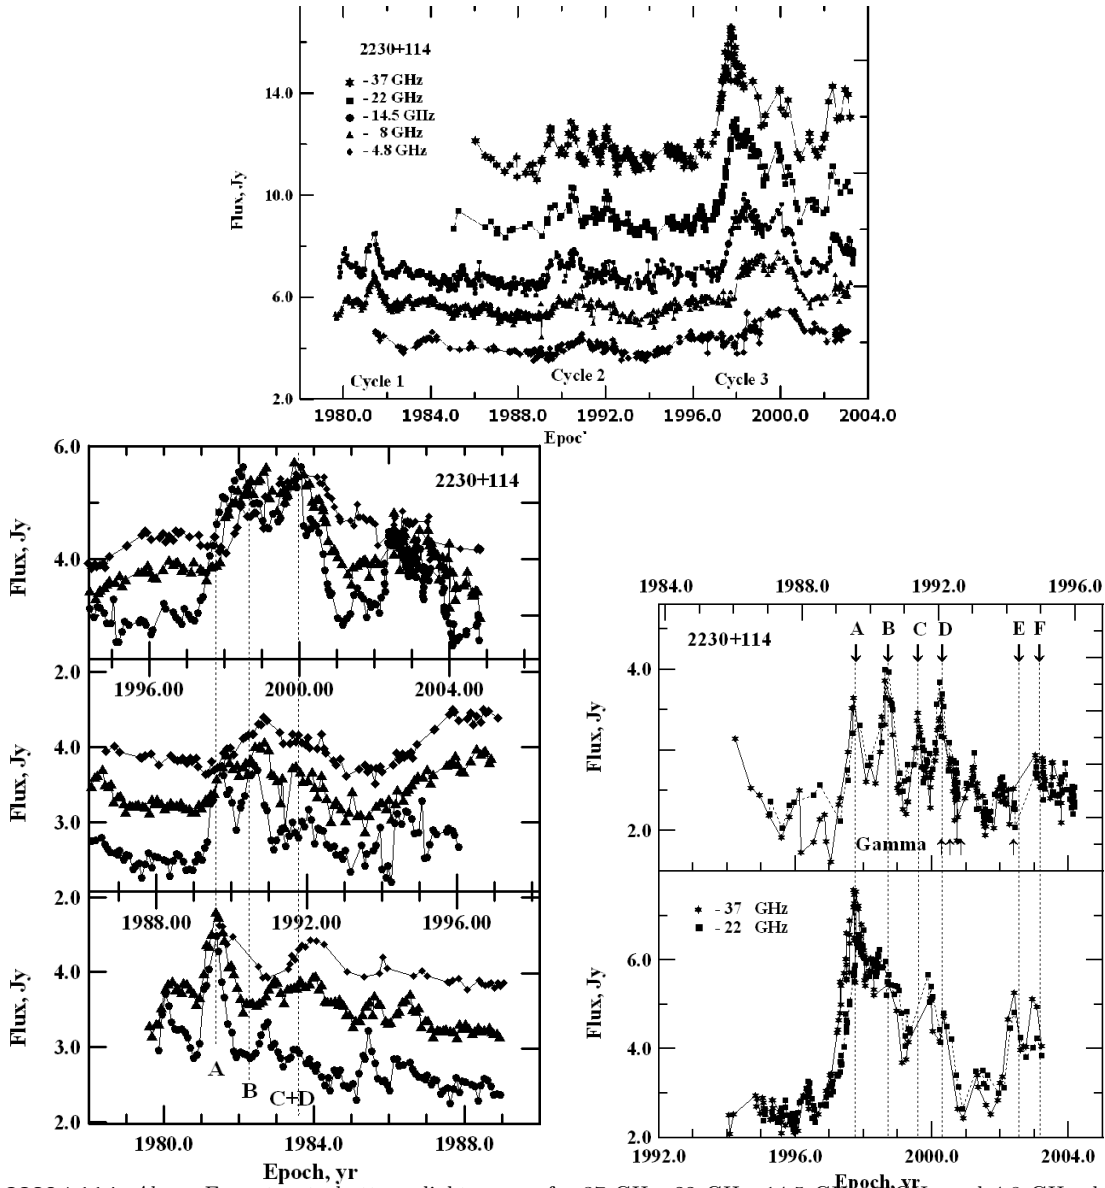 2230+114
- 37 GHz
- 22 GHz
- 14.5 GHz
- 8 GHz
- 4.8 GHz
14.0
10.0
6.0
2.0
Flux, Jy
Cycle 1
Cycle 2
Cycle 3
1980.0 1984.0 1988.0 1992.0 1996.0 2000.0 2004.0
Epoc
6.0
4.0
Flux, Jy
2230+114
2.0
1996.00 2000.00 2004.00
4.0
3.0
Flux, Jy
2.0
1988.00 1992.00 1996.00
4.0
3.0
2.0
Flux, Jy
A
B
C+D
1980.0 1984.0 1988.0
Epoch, yr
1984.0 1988.0 1992.0 1996.0
2230+114
A B C D E F
4.0
2.0
Flux, Jy
Gamma
- 37 GHz
- 22 GHz
6.0
4.0
2.0
Flux, Jy
1992.0 1996.0 2000.0 2004.0
Epoch, yr